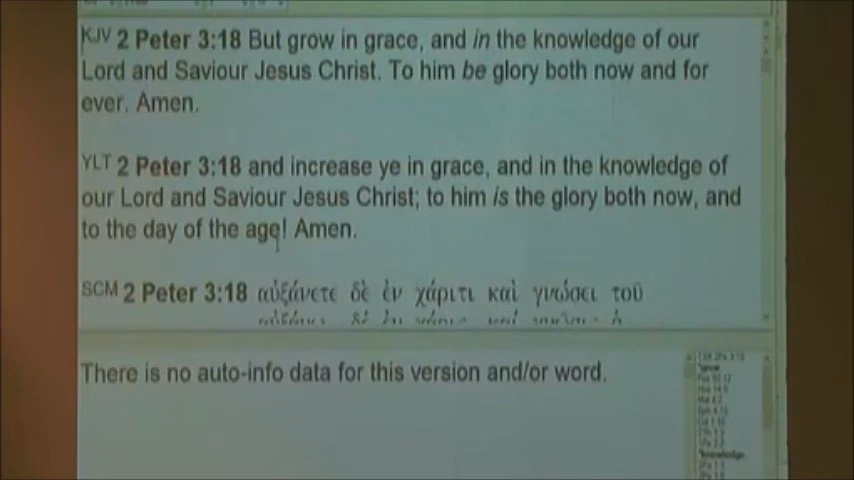 KJV 2 Peter 3:18 But grow in grace, and in the knowledge of our
Lord and Saviour Jesus Christ. To him be glory both now and for
ever. Amen.
YLT 2 Peter 3:18 and increase ye in grace, and in the knowledge of
our Lord and Saviour Jesus Christ; to him is the glory both now, and
to the day of the age! Amen.
SCM 2 Peter 3:18 αὐξάνετε δὲ ἐν χάριτι καὶ γνώσει τοῦ
There is no auto-info data for this version and/or word.